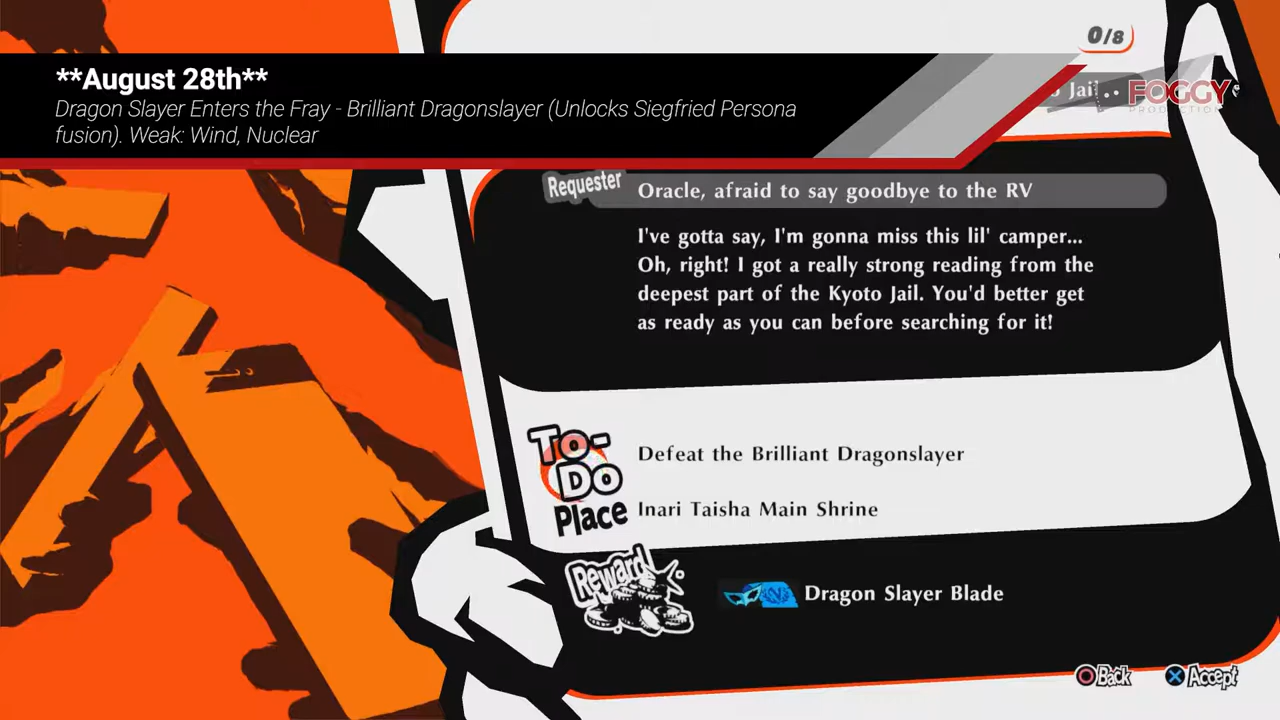 0/8
**August 28th**
Dragon Slayer Enters the Fray - Brilliant Dragonslayer (Unlocks Siegfried Persona
fusion). Weak: Wind, Nuclear
Jail
FOGGY
PRODUCTION
Requester
Oracle, afraid to say goodbye to the RV
I've gotta say, I'm gonna miss this lil' camper...
Oh, right! I got a really strong reading from the
deepest part of the Kyoto Jail. You'd better get
as ready as you can before searching for it!
To-Do
Defeat the Brilliant Dragonslayer
Place
Inari Taisha Main Shrine
Reward
Dragon Slayer Blade
Back
Accept